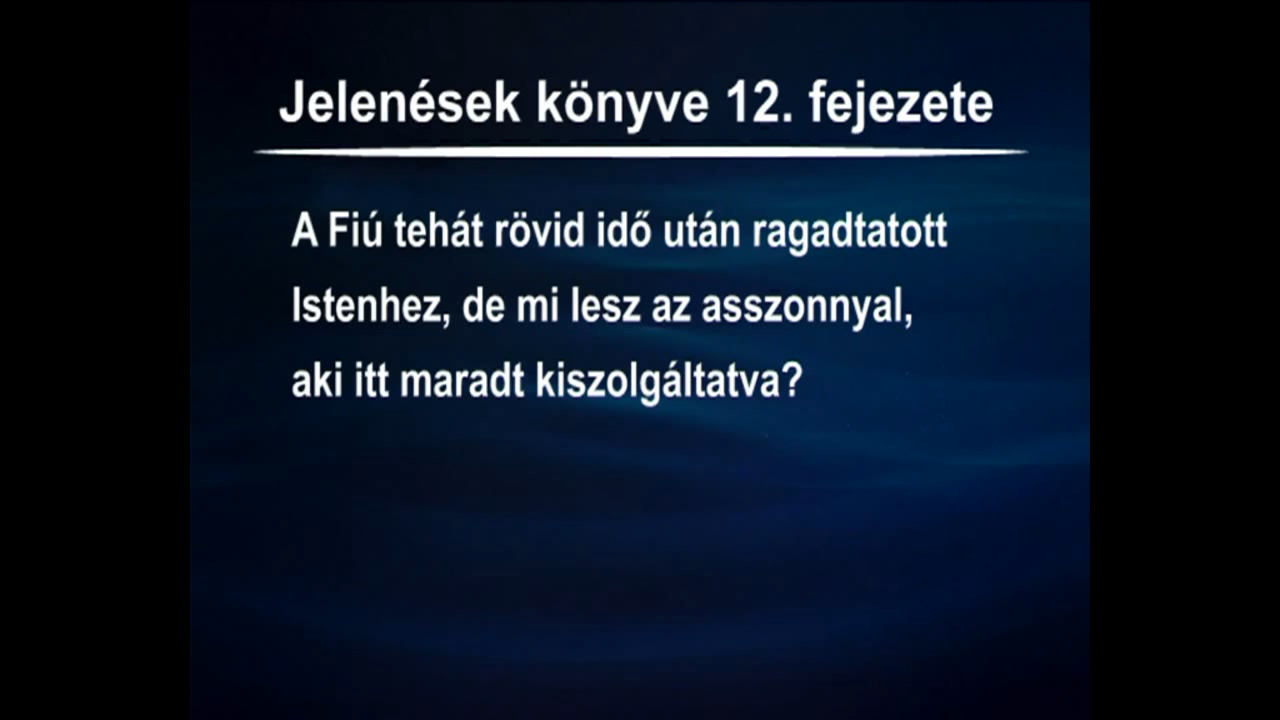 Jelenések könyve 12. fejezete
A Fiú tehát rövid idő után ragadtatott
Istenhez, de mi lesz az asszonnyal,
aki itt maradt kiszolgáltatva?